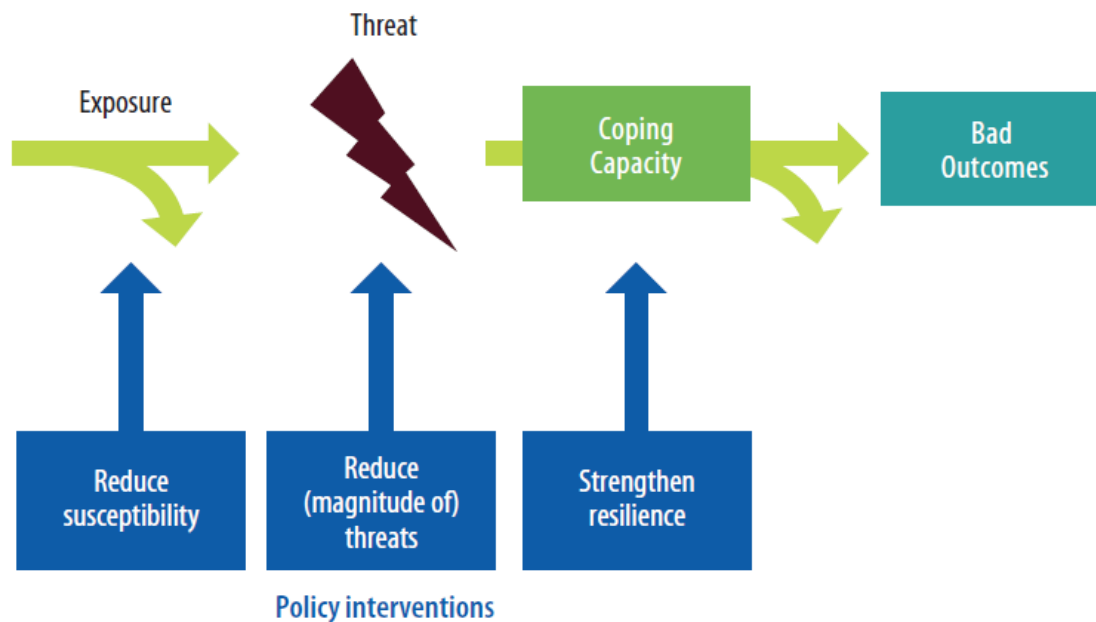 Threat
Exposure
Coping
Capacity
Bad
Outcomes
Reduce
susceptibility
Reduce
(magnitude of)
threats
Strengthen
resilience
Policy interventions